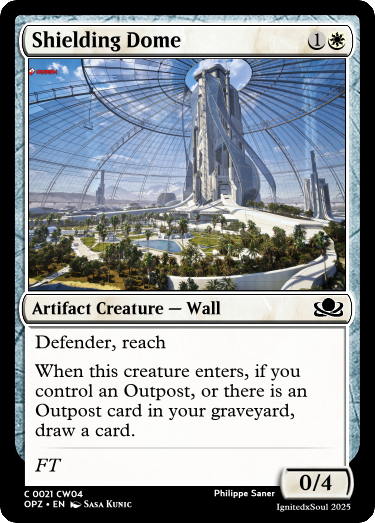 Shielding Dome 1
Artifact Creature — Wall
Defender, reach
When this creature enters, if you
control an Outpost, or there is an
Outpost card in your graveyard,
draw a card.
FT
0/4
C 0021 CW04
OPZ • EN Sasa Kunic
Philippe Saner
IgnitedxSoul 2025